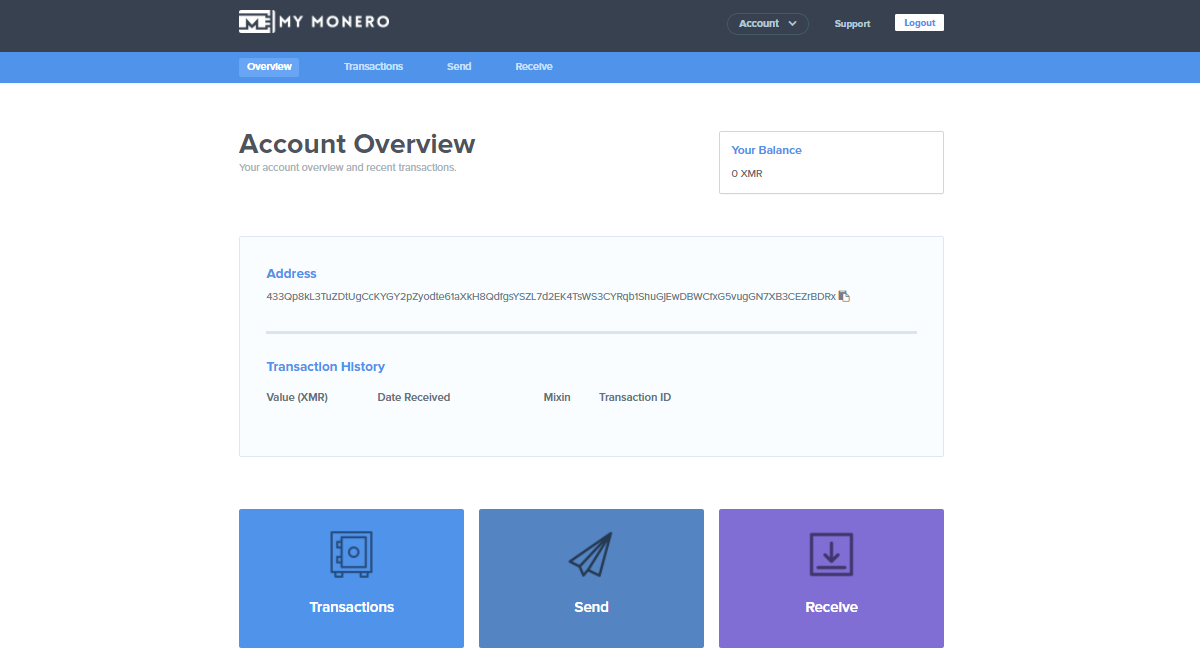 MY MONERO
Account
Support
Logout
Overview
Transactions
Send
Receive
Account Overview
Your account overview and recent transactions.
Your Balance
0 XMR
Address
433Qp8kL3TuZDtUgCcKYGY2pZyodte61aXkH8QdfgsYSZL7d2EK4TsWS3CYRqb1ShuGJEwDBWCfxG5vugGN7XB3CEZrBDRx
Transaction History
Value (XMR) Date Received Mixin Transaction ID
Transactions
Send
Receive